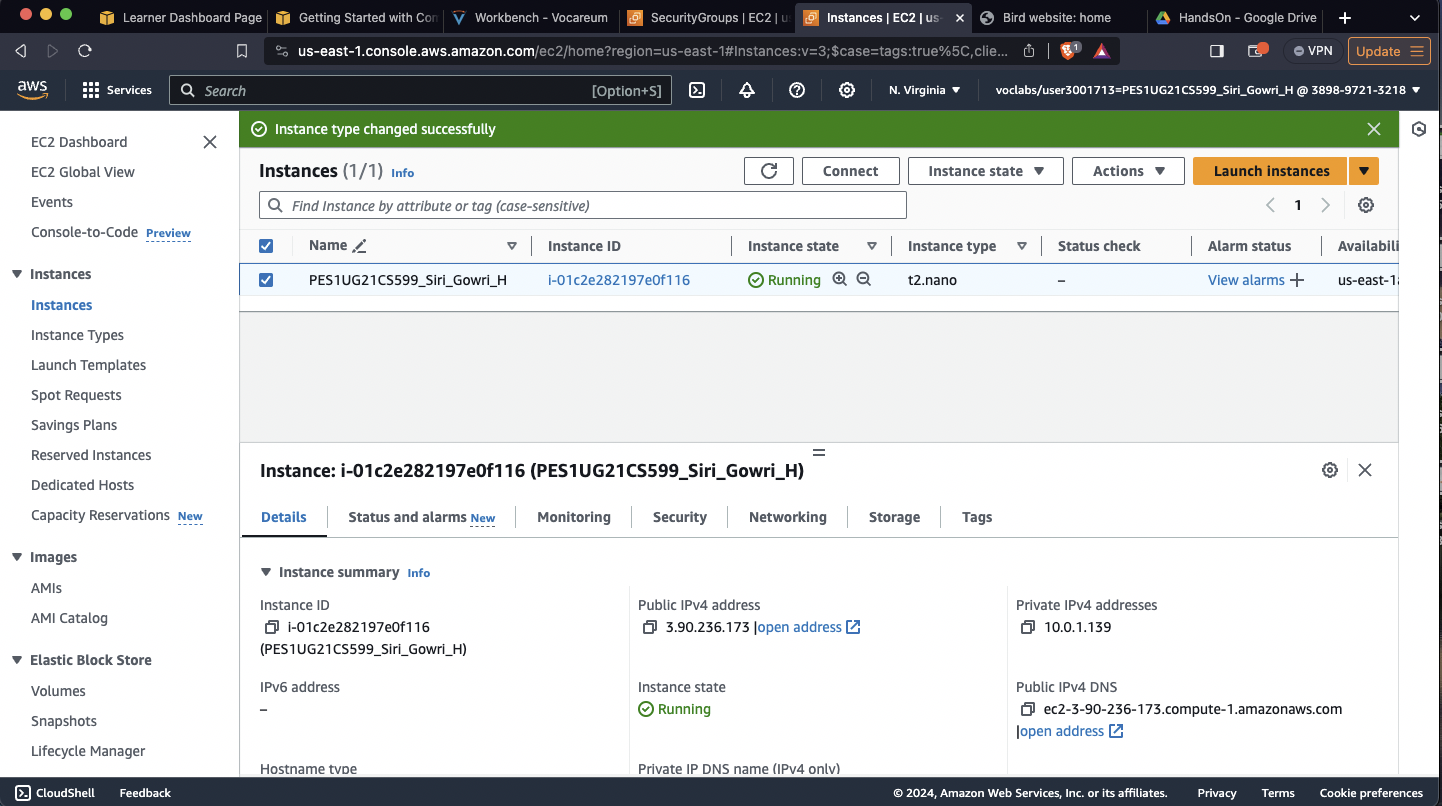 Learner Dashboard Page
Getting Started with Con
Workbench - Vocareum
SecurityGroups | EC2 | us
Instances | EC2 | us-
Bird website: home
HandsOn - Google Drive
us-east-1.console.aws.amazon.com/ec2/home?region=us-east-1#Instances:v=3;$case=tags:true%5C,clie...
1
VPN
Update
aws
Services
Search
[Option+S]
N. Virginia
voclabs/user3001713=PES1UG21CS599_Siri_Gowri_H @ 3898-9721-3218
EC2 Dashboard
EC2 Global View
Events
Console-to-Code Preview
Instances
Instances
Instance Types
Launch Templates
Spot Requests
Savings Plans
Reserved Instances
Dedicated Hosts
Capacity Reservations New
Images
AMIs
AMI Catalog
Elastic Block Store
Volumes
Snapshots
Lifecycle Manager
Instance type changed successfully
Instances (1/1) Info
Connect
Instance state
Actions
Launch instances
Find Instance by attribute or tag (case-sensitive)
1
Name
Instance ID
Instance state
Instance type
Status check
Alarm status
Availabili
PES1UG21CS599_Siri_Gowri_H
i-01c2e282197e0f116
Running
t2.nano
–
View alarms
us-east-1a
Instance: i-01c2e282197e0f116 (PES1UG21CS599_Siri_Gowri_H)
Details
Status and alarms New
Monitoring
Security
Networking
Storage
Tags
Instance summary Info
Instance ID
i-01c2e282197e0f116
(PES1UG21CS599_Siri_Gowri_H)
Public IPv4 address
3.90.236.173 |open address
Private IPv4 addresses
10.0.1.139
IPv6 address
–
Instance state
Running
Public IPv4 DNS
ec2-3-90-236-173.compute-1.amazonaws.com
|open address
Hostname type
Private IP DNS name (IPv4 only)
CloudShell
Feedback
© 2024, Amazon Web Services, Inc. or its affiliates.
Privacy
Terms
Cookie preferences